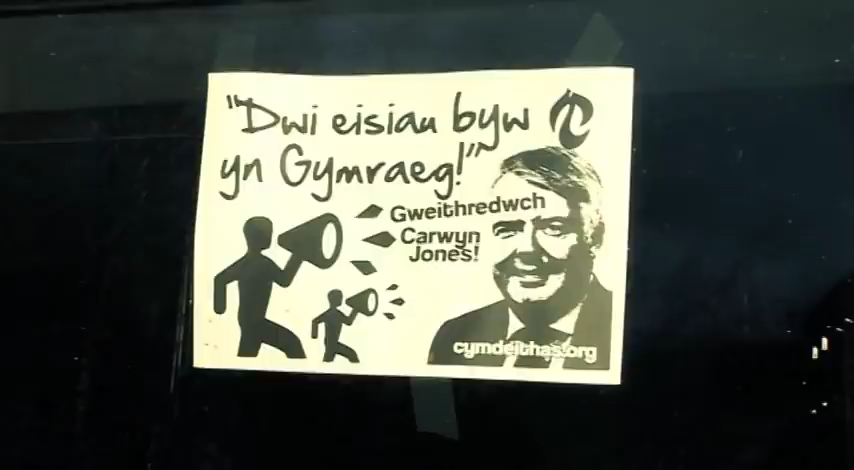 "Dwi eisiau byw
yn Gymraeg!"
Gweithredwch
Carwyn
Jones!
cymdeithas.org